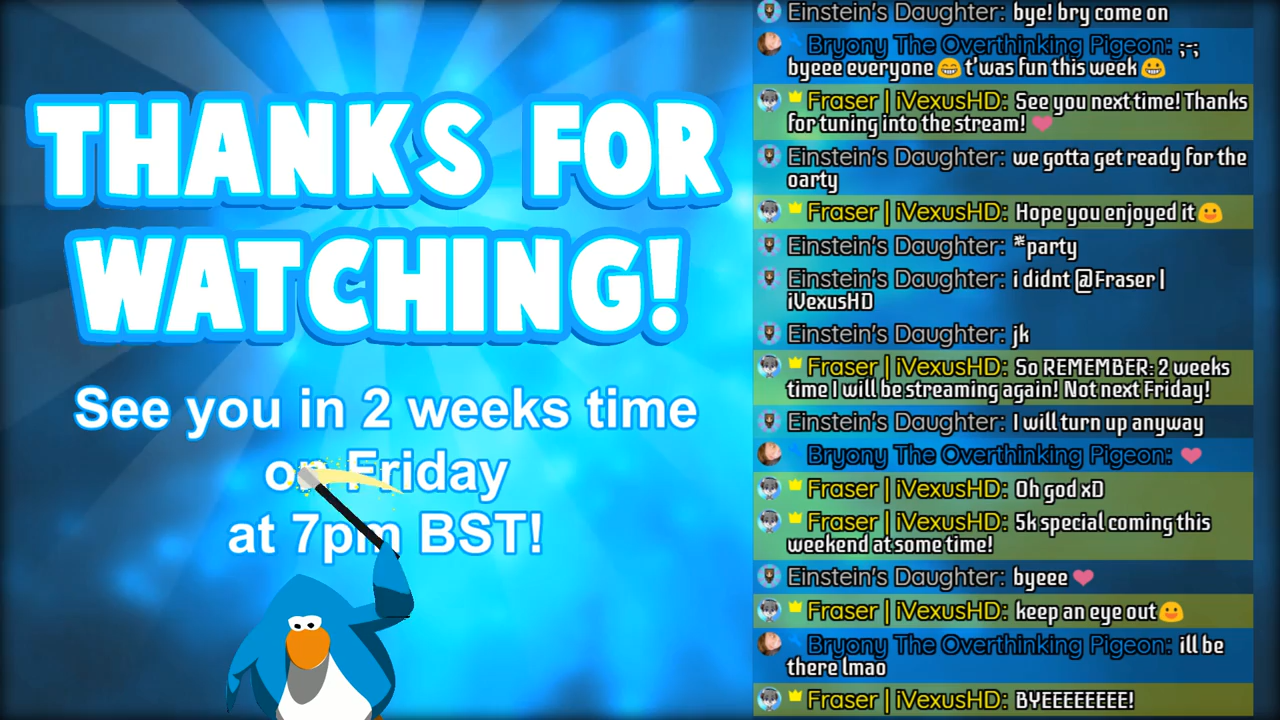 THANKS FOR
WATCHING!
See you in 2 weeks time
on Friday
at 7pm BST!
Einstein's Daughter: bye! bry come on
Bryony The Overthinking Pigeon: ;-;
byeee everyone😁 t'was fun this week😀
Fraser | iVexusHD: See you next time! Thanks
for tuning into the stream! ❤
Einstein's Daughter: we gotta get ready for the
oarty
Fraser | iVexusHD: Hope you enjoyed it😃
Einstein's Daughter: *party
Einstein's Daughter: i didnt @Fraser |
iVexusHD
Einstein's Daughter: jk
Fraser | iVexusHD: So REMEMBER: 2 weeks
time I will be streaming again! Not next Friday!
Einstein's Daughter: I will turn up anyway
Bryony The Overthinking Pigeon: ❤
Fraser | iVexusHD: Oh god xD
Fraser | iVexusHD: 5k special coming this
weekend at some time!
Einstein's Daughter: byeee ❤
Fraser | iVexusHD: keep an eye out😃
Bryony The Overthinking Pigeon: ill be
there lmao
Fraser | iVexusHD: BYEEEEEEEE!